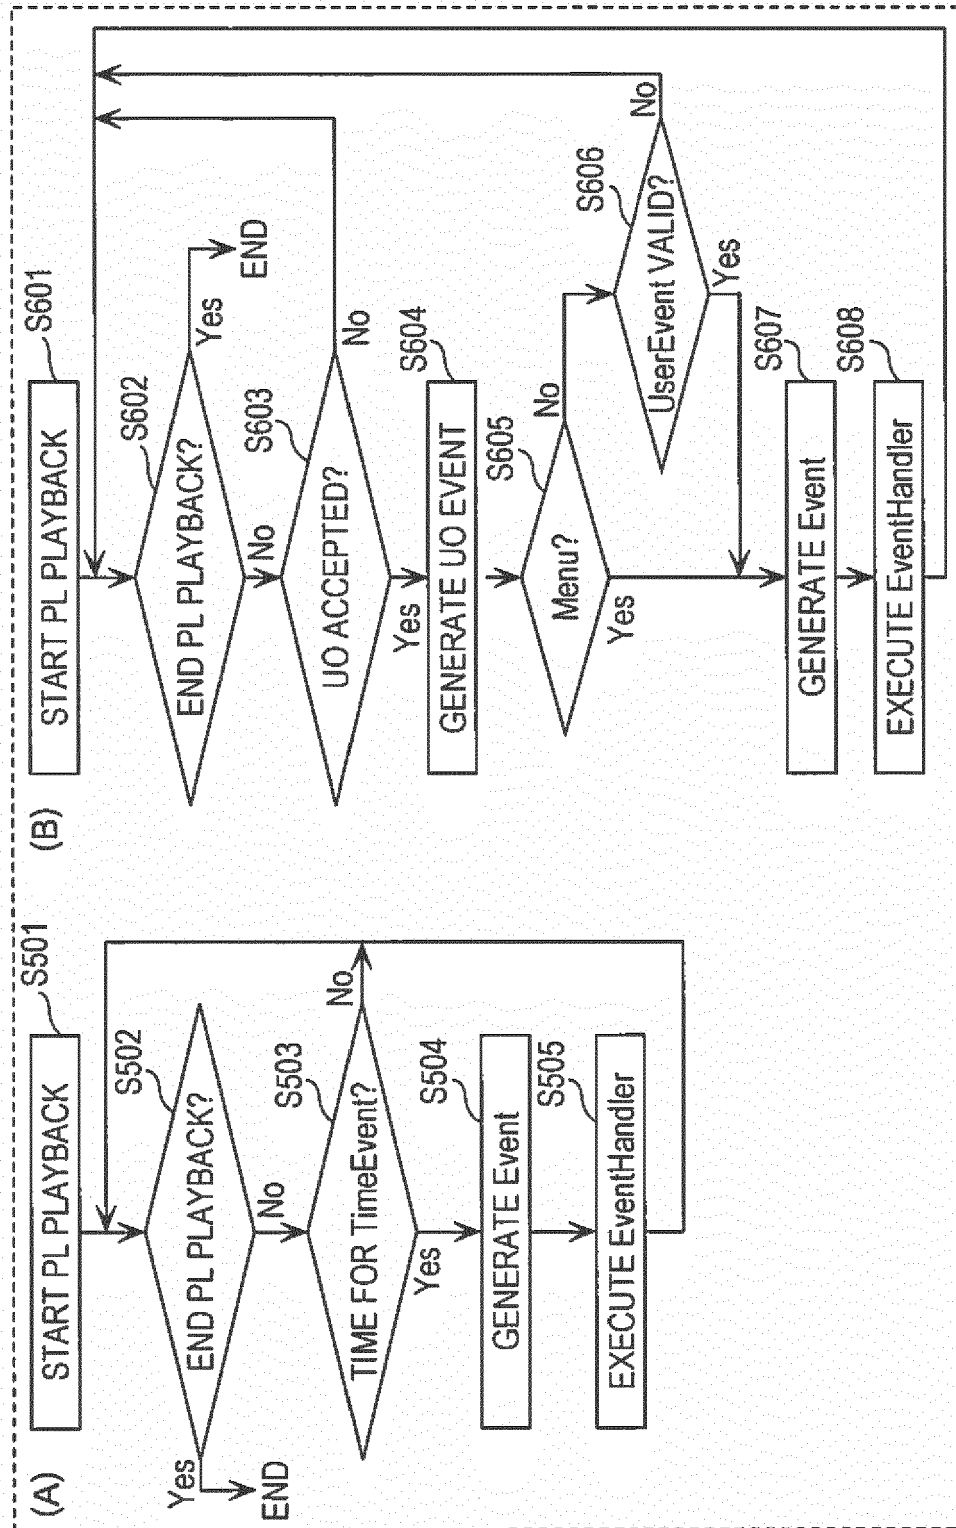 (A)
START PL PLAYBACK
S501
END PL PLAYBACK?
S502
Yes
END
No
TIME FOR TimeEvent?
S503
No
Yes
GENERATE Event
S504
EXECUTE EventHandler
S505
(B)
START PL PLAYBACK
S601
END PL PLAYBACK?
S602
Yes
END
No
UO ACCEPTED?
S603
No
Yes
GENERATE UO EVENT
S604
Menu?
S605
No
Yes
UserEvent VALID?
S606
No
Yes
GENERATE Event
S607
EXECUTE EventHandler
S608